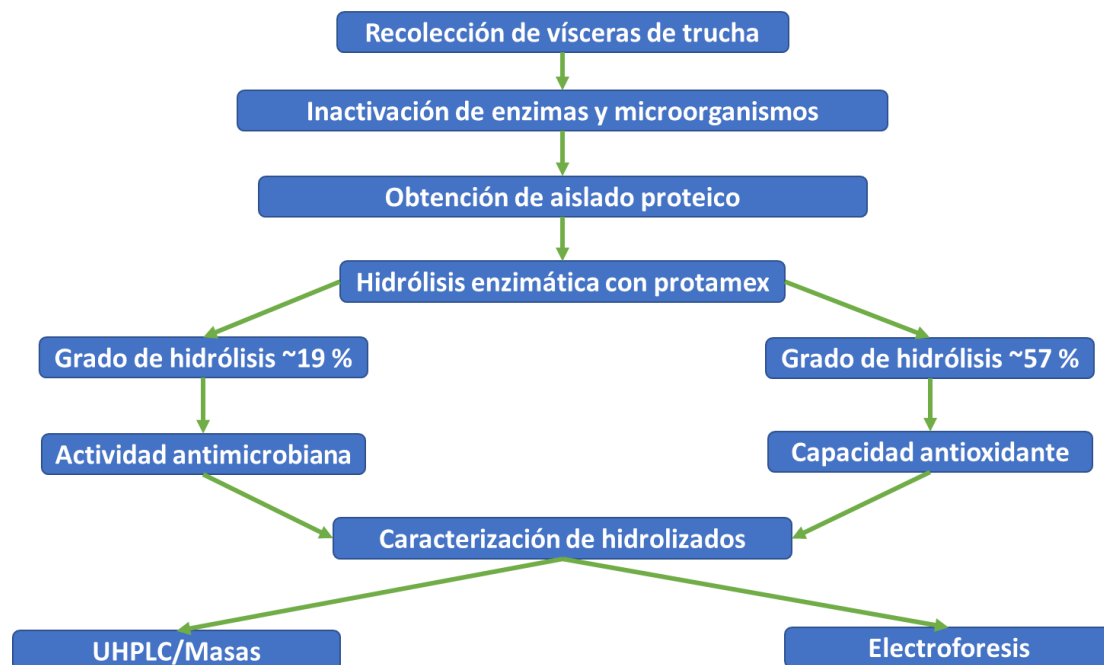 Recolección de vísceras de trucha
Inactivación de enzimas y microorganismos
Obtención de aislado proteico
Hidrólisis enzimática con protamex
Grado de hidrólisis ~19 %
Grado de hidrólisis ~57 %
Actividad antimicrobiana
Capacidad antioxidante
Caracterización de hidrolizados
UHPLC/Masas
Electroforesis